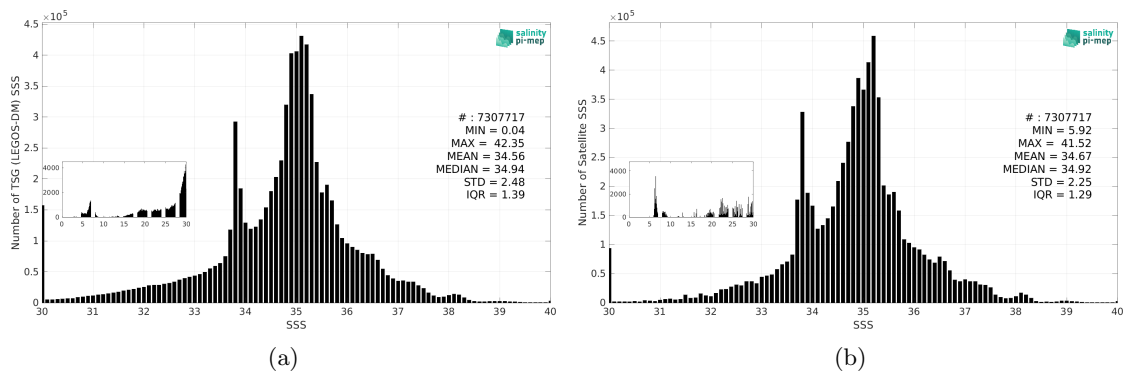 ×10^5
4.5
4
3.5
3
2.5
2
1.5
1
0.5
0
30 31 32 33 34 35 36 37 38 39 40
SSS
Number of TSG (LEGOS-DM) SSS
salinity
pi-mep
# : 7307717
MIN = 0.04
MAX = 42.35
MEAN = 34.56
MEDIAN = 34.94
STD = 2.48
IQR = 1.39
4000
2000
0
0 5 10 15 20 25 30
(a)
×10^5
4.5
4
3.5
3
2.5
2
1.5
1
0.5
0
30 31 32 33 34 35 36 37 38 39 40
SSS
Number of Satellite SSS
salinity
pi-mep
# : 7307717
MIN = 5.92
MAX = 41.52
MEAN = 34.67
MEDIAN = 34.92
STD = 2.25
IQR = 1.29
4000
2000
0
0 5 10 15 20 25 30
(b)